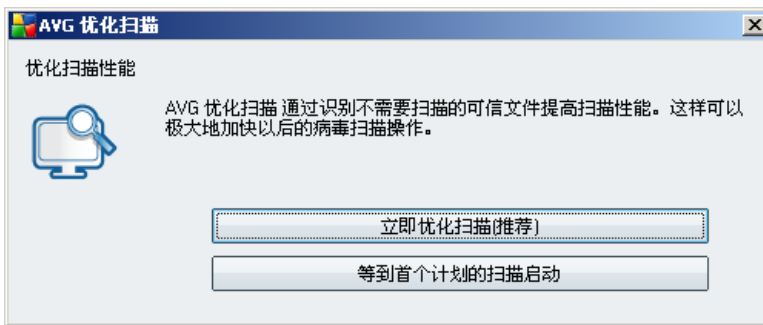 AVG 优化扫描
优化扫描性能
AVG 优化扫描 通过识别不需要扫描的可信文件提高扫描性能。这样可以
极大地加快以后的病毒扫描操作。
立即优化扫描(推荐)
等到首个计划的扫描启动